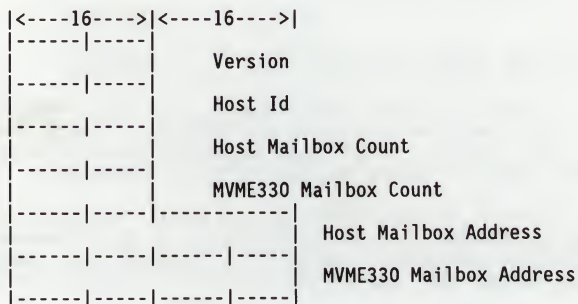 |<----16---->|<----16---->|
|------|-----|
|            |    Version
|------|-----|
|            |    Host Id
|------|-----|
|            |    Host Mailbox Count
|------|-----|
|            |    MVME330 Mailbox Count
|------|-----|------------|
|                         |  Host Mailbox Address
|------|-----|------|-----|
|                         |  MVME330 Mailbox Address
|------|-----|------|-----|